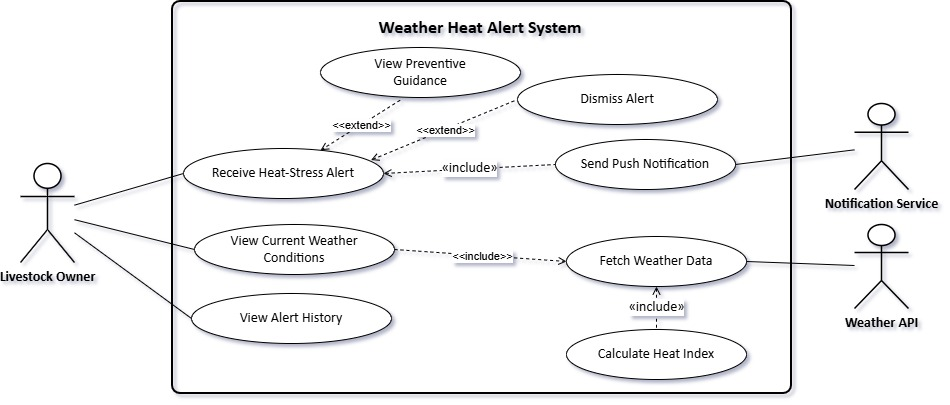 Weather Heat Alert System
View Preventive
Guidance
Dismiss Alert
<<extend>>
<<extend>>
Receive Heat-Stress Alert
«include»
Send Push Notification
Notification Service
Livestock Owner
View Current Weather
Conditions
<<include>>
Fetch Weather Data
«include»
View Alert History
Weather API
Calculate Heat Index